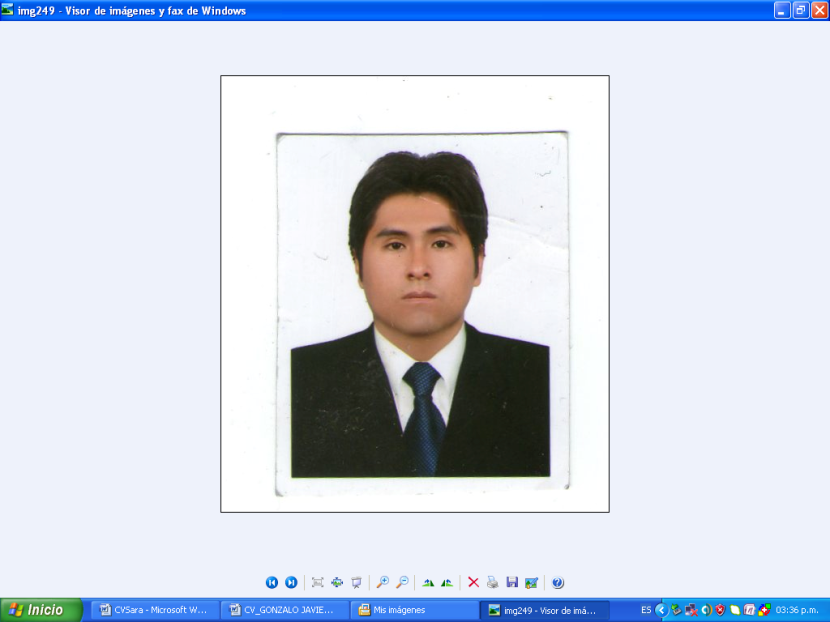 img249 - Visor de imágenes y fax de Windows
Inicio
CVSara - Microsoft W...
CV_GONZALO JAVIE...
Mis imágenes
img249 - Visor de imá...
ES
03:36 p.m.